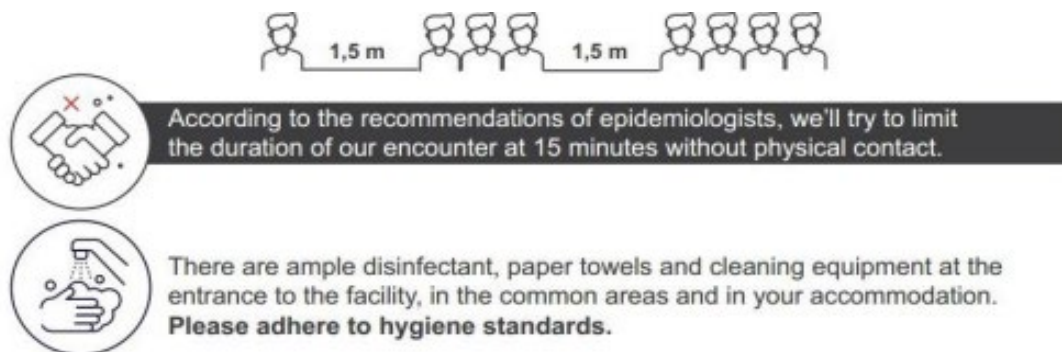 1,5 m 1,5 m
According to the recommendations of epidemiologists, we'll try to limit
the duration of our encounter at 15 minutes without physical contact.
There are ample disinfectant, paper towels and cleaning equipment at the
entrance to the facility, in the common areas and in your accommodation.
Please adhere to hygiene standards.